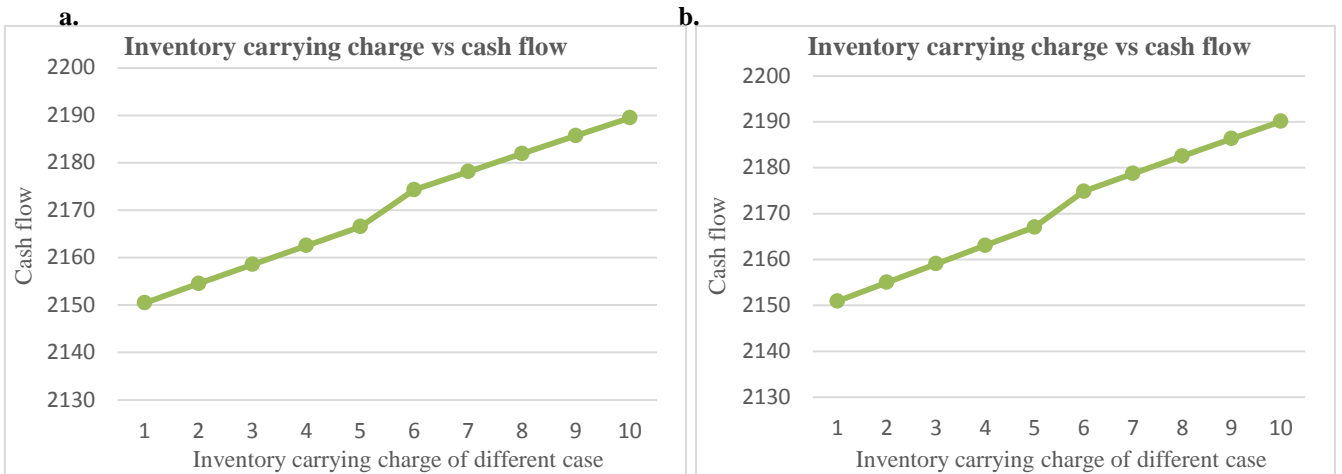 a.
Inventory carrying charge vs cash flow
2200
2190
2180
2170
2160
2150
2140
2130
Cash flow
1 2 3 4 5 6 7 8 9 10
Inventory carrying charge of different case
b.
Inventory carrying charge vs cash flow
2200
2190
2180
2170
2160
2150
2140
2130
Cash flow
1 2 3 4 5 6 7 8 9 10
Inventory carrying charge of different case